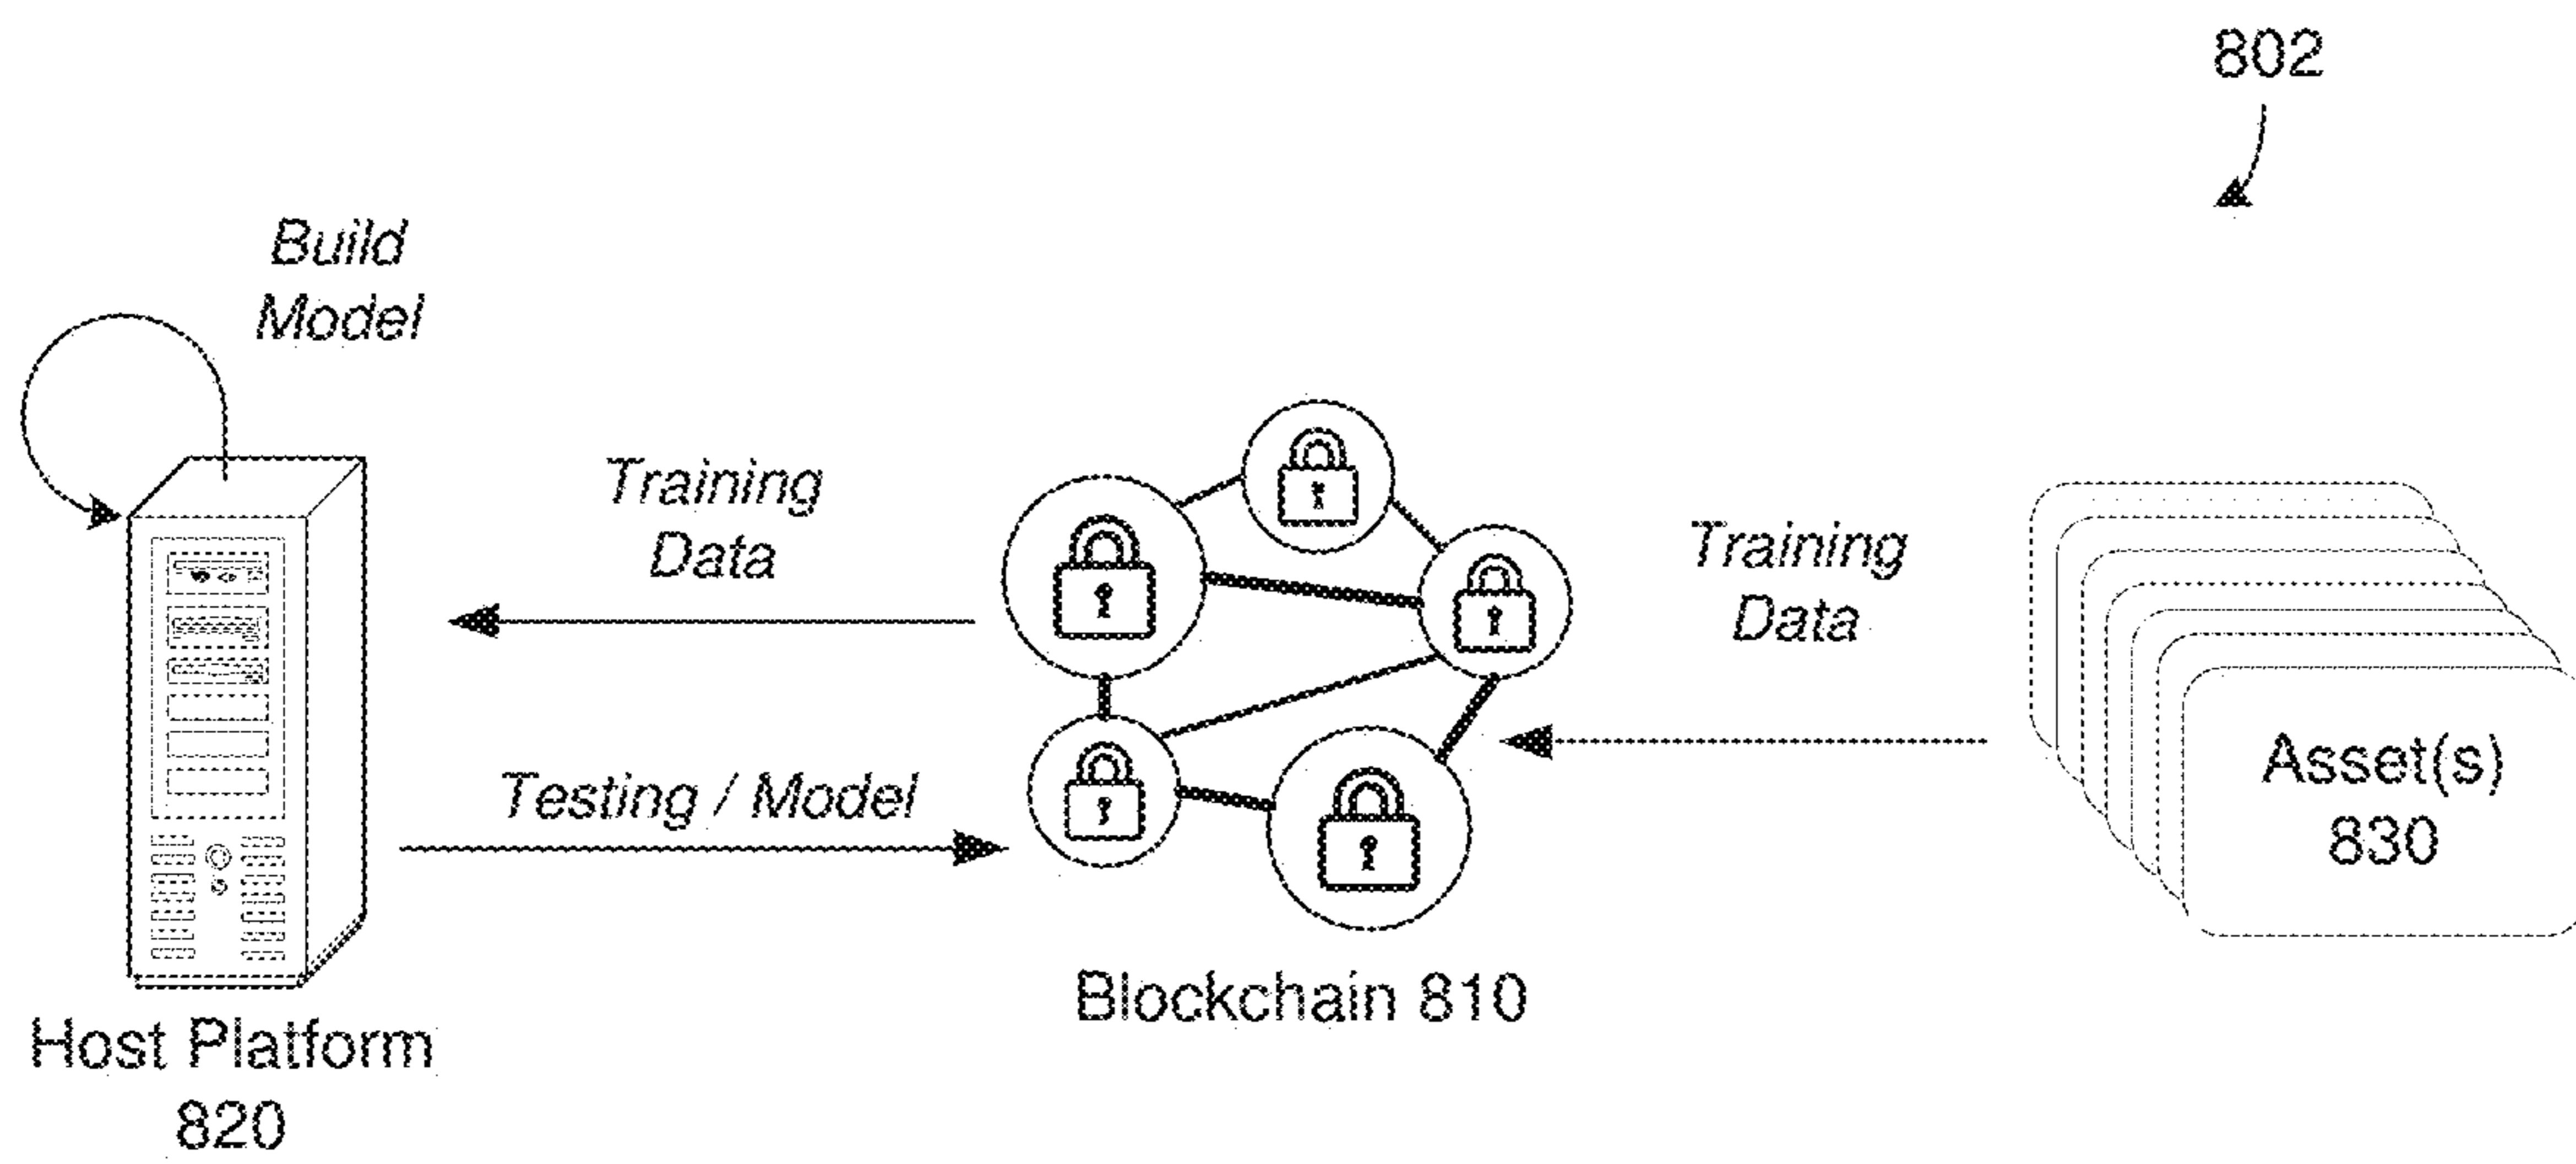 802
Build
Model
Training
Data
Training
Data
Testing / Model
Asset(s)
830
Blockchain 810
Host Platform
820